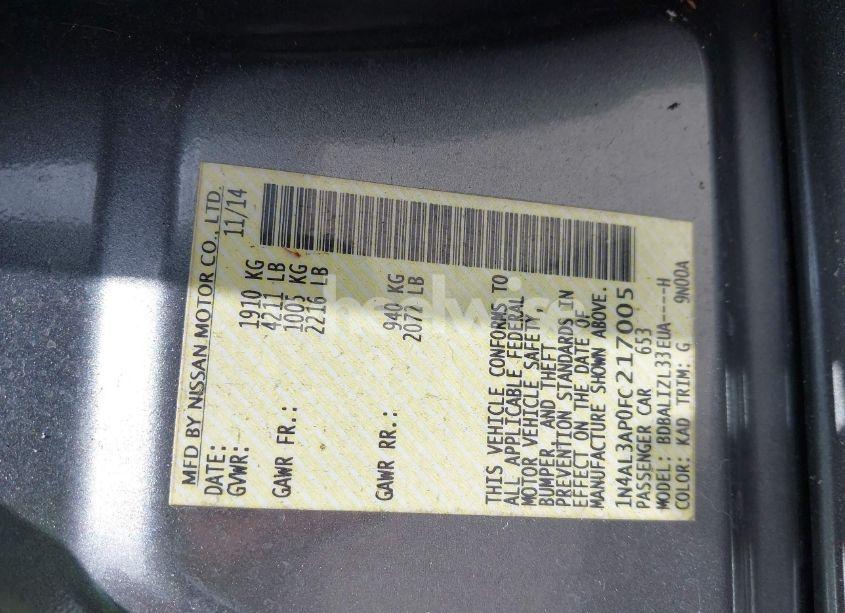 MFD BY NISSAN MOTOR CO., LTD.
DATE: 11/14
GVWR: 1910 KG
4211 LB
GAWR FR.: 1005 KG
2216 LB
GAWR RR.: 940 KG
2072 LB
THIS VEHICLE CONFORMS TO
ALL APPLICABLE FEDERAL
MOTOR VEHICLE SAFETY,
BUMPER, AND THEFT
PREVENTION STANDARDS IN
EFFECT ON THE DATE OF
MANUFACTURE SHOWN ABOVE.
1N4AL3AP0FC217005
PASSENGER CAR 653
MODEL: BDBALIZL33EUA----H
COLOR: KAD TRIM: G 9N00A